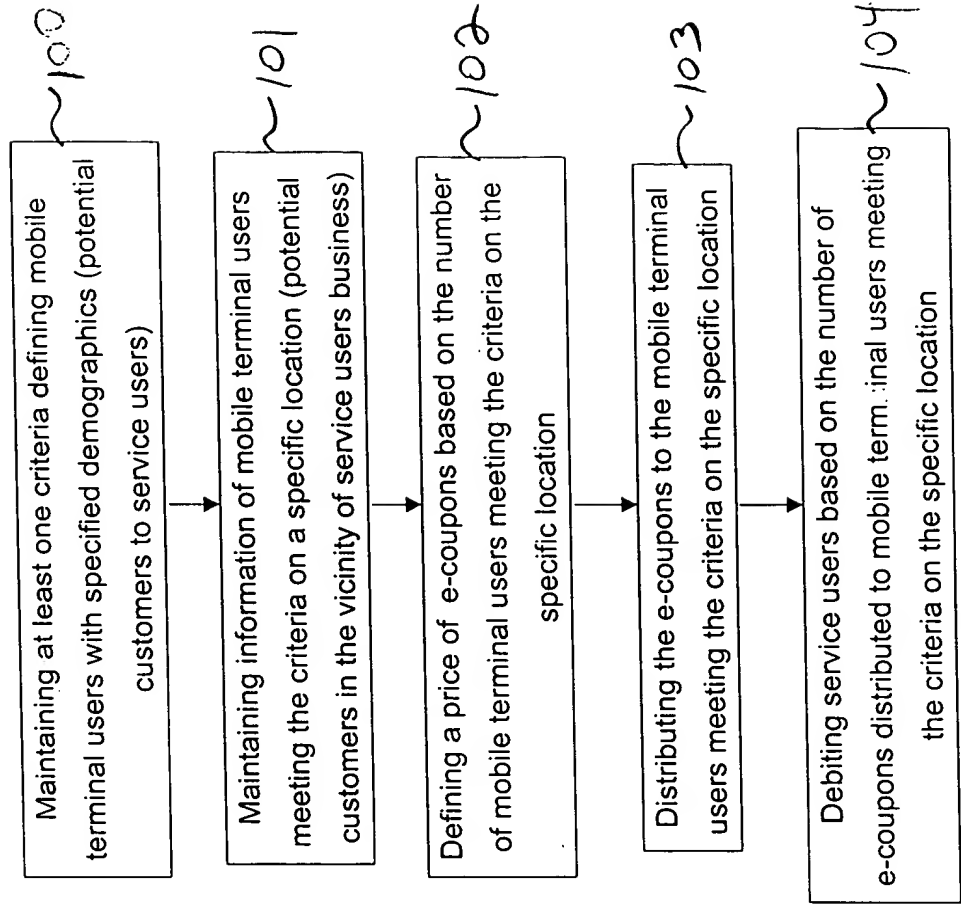 Maintaining at least one criteria defining mobile
terminal users with specified demographics (potential
customers to service users)
100
Maintaining information of mobile terminal users
meeting the criteria on a specific location (potential
customers in the vicinity of service users business)
101
Defining a price of e-coupons based on the number
of mobile terminal users meeting the criteria on the
specific location
102
Distributing the e-coupons to the mobile terminal
users meeting the criteria on the specific location
103
Debiting service users based on the number of
e-coupons distributed to mobile users meeting
the criteria on the specific location
104